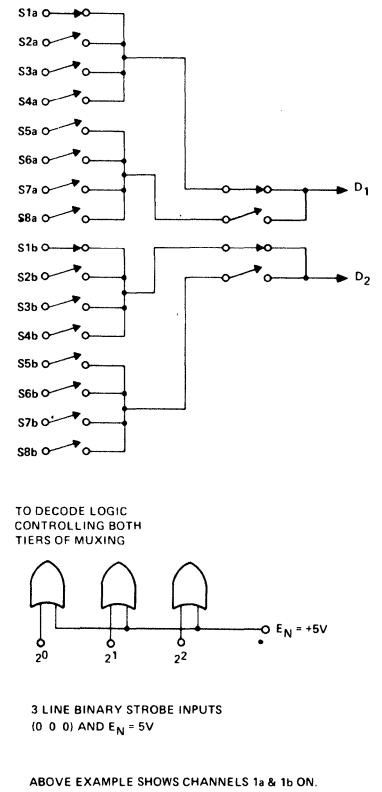 S1a
S2a
S3a
S4a
S5a
S6a
S7a
S8a
D1
S1b
S2b
S3b
S4b
S5b
S6b
S7b
S8b
D2
TO DECODE LOGIC
CONTROLLING BOTH
TIERS OF MUXING
EN = +5V
2⁰ 2¹ 2²
3 LINE BINARY STROBE INPUTS
(0 0 0) AND EN = 5V
ABOVE EXAMPLE SHOWS CHANNELS 1a & 1b ON.